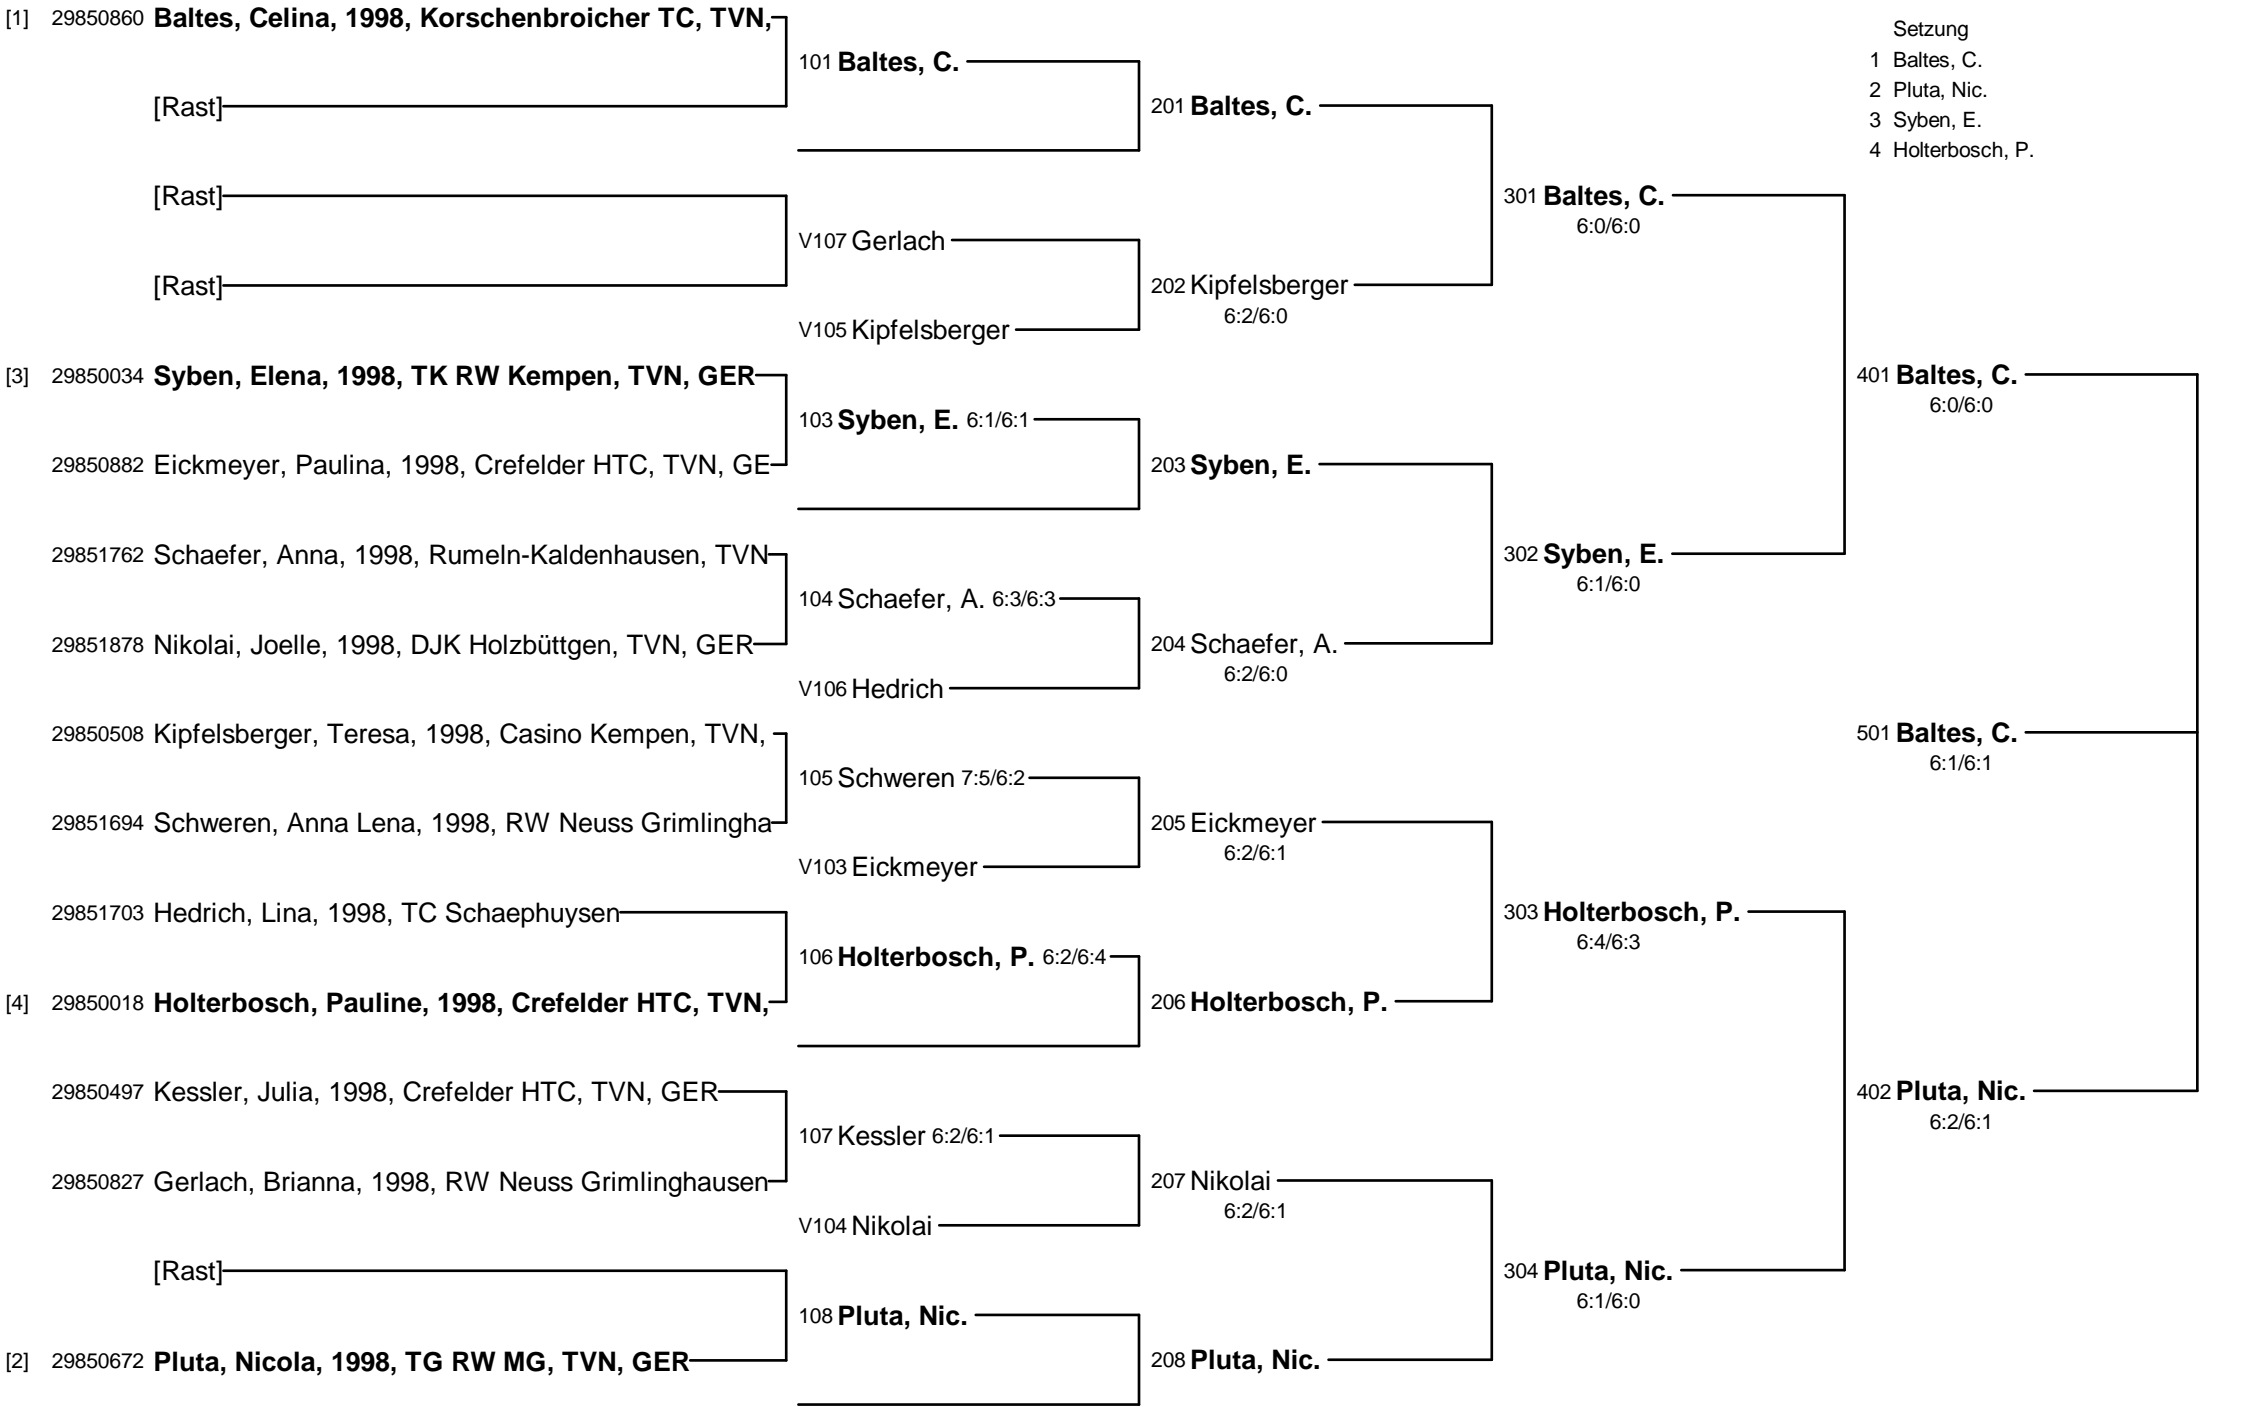 [1] 29850860 Baltes, Celina, 1998, Korschenbroicher TC, TVN,
[Rast]
[Rast]
[Rast]
[3] 29850034 Syben, Elena, 1998, TK RW Kempen, TVN, GER
29850882 Eickmeyer, Paulina, 1998, Crefelder HTC, TVN, GE
29851762 Schaefer, Anna, 1998, Rumeln-Kaldenhausen, TVN
29851878 Nikolai, Joelle, 1998, DJK Holzbüttgen, TVN, GER
29850508 Kipfelsberger, Teresa, 1998, Casino Kempen, TVN,
29851694 Schweren, Anna Lena, 1998, RW Neuss Grimlingha
29851703 Hedrich, Lina, 1998, TC Schaephuysen
[4] 29850018 Holterbosch, Pauline, 1998, Crefelder HTC, TVN,
29850497 Kessler, Julia, 1998, Crefelder HTC, TVN, GER
29850827 Gerlach, Brianna, 1998, RW Neuss Grimlinghausen
[Rast]
[2] 29850672 Pluta, Nicola, 1998, TG RW MG, TVN, GER
101 Baltes, C.
V107 Gerlach
V105 Kipfelsberger
103 Syben, E. 6:1/6:1
104 Schaefer, A. 6:3/6:3
V106 Hedrich
105 Schweren 7:5/6:2
V103 Eickmeyer
106 Holterbosch, P. 6:2/6:4
107 Kessler 6:2/6:1
V104 Nikolai
108 Pluta, Nic.
201 Baltes, C.
202 Kipfelsberger
6:2/6:0
203 Syben, E.
204 Schaefer, A.
6:2/6:0
205 Eickmeyer
6:2/6:1
206 Holterbosch, P.
207 Nikolai
6:2/6:1
208 Pluta, Nic.
301 Baltes, C.
6:0/6:0
302 Syben, E.
6:1/6:0
303 Holterbosch, P.
6:4/6:3
304 Pluta, Nic.
6:1/6:0
Setzung
1 Baltes, C.
2 Pluta, Nic.
3 Syben, E.
4 Holterbosch, P.
401 Baltes, C.
6:0/6:0
501 Baltes, C.
6:1/6:1
402 Pluta, Nic.
6:2/6:1